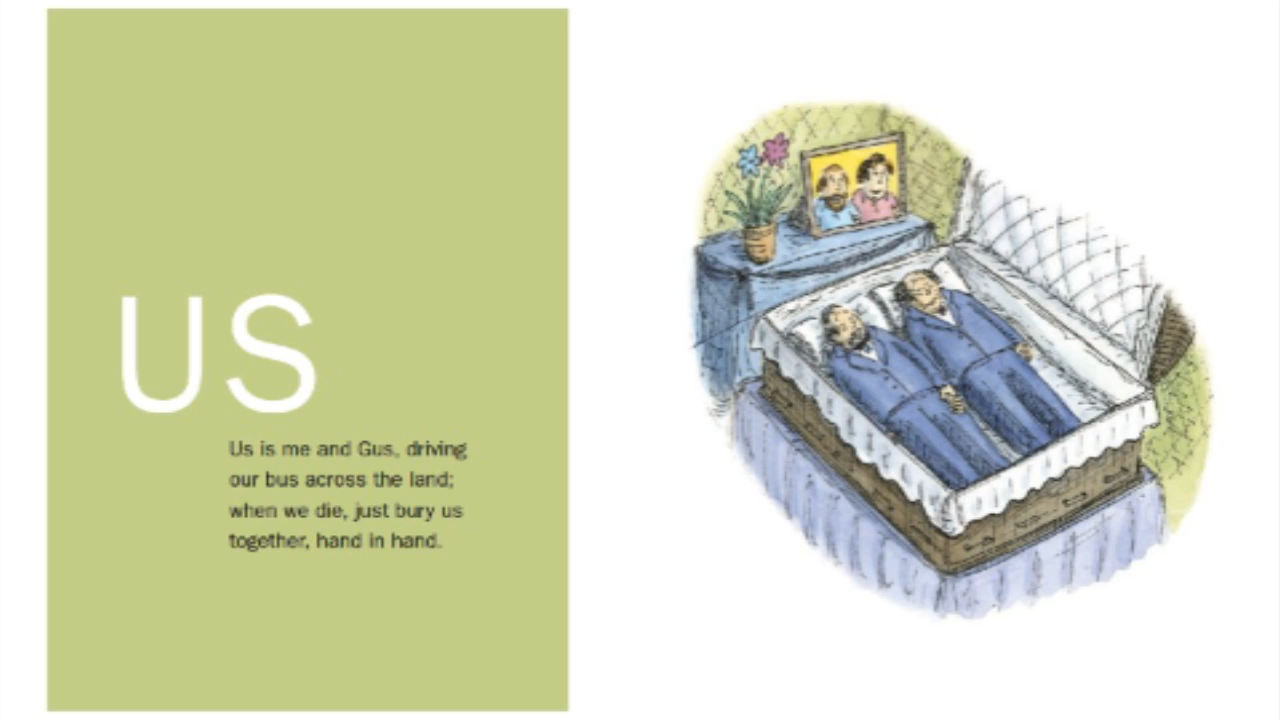 US
Us is me and Gus, driving
our bus across the land;
when we die, just bury us
together, hand in hand.